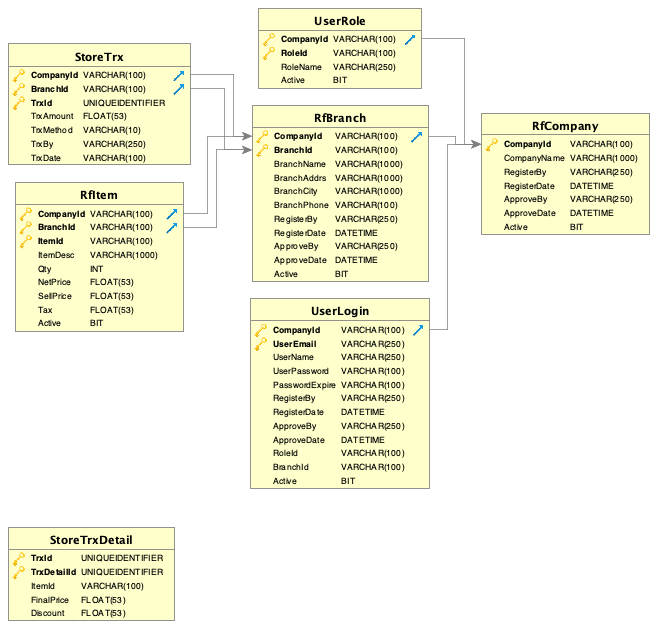 UserRole
CompanyId VARCHAR(100)
RoleId VARCHAR(100)
RoleName VARCHAR(250)
Active BIT
StoreTrx
CompanyId VARCHAR(100)
BranchId VARCHAR(100)
TrxId UNIQUEIDENTIFIER
TrxAmount FLOAT(53)
TrxMethod VARCHAR(10)
TrxBy VARCHAR(250)
TrxDate VARCHAR(100)
RfBranch
CompanyId VARCHAR(100)
BranchId VARCHAR(100)
BranchName VARCHAR(1000)
BranchAddrs VARCHAR(1000)
BranchCity VARCHAR(1000)
BranchPhone VARCHAR(100)
RegisterBy VARCHAR(250)
RegisterDate DATETIME
ApproveBy VARCHAR(250)
ApproveDate DATETIME
Active BIT
RfCompany
CompanyId VARCHAR(100)
CompanyName VARCHAR(1000)
RegisterBy VARCHAR(250)
RegisterDate DATETIME
ApproveBy VARCHAR(250)
ApproveDate DATETIME
Active BIT
RfItem
CompanyId VARCHAR(100)
BranchId VARCHAR(100)
ItemId VARCHAR(100)
ItemDesc VARCHAR(1000)
Qty INT
NetPrice FLOAT(53)
SellPrice FLOAT(53)
Tax FLOAT(53)
Active BIT
UserLogin
CompanyId VARCHAR(100)
UserEmail VARCHAR(250)
UserName VARCHAR(250)
UserPassword VARCHAR(100)
PasswordExpire VARCHAR(100)
RegisterBy VARCHAR(250)
RegisterDate DATETIME
ApproveBy VARCHAR(250)
ApproveDate DATETIME
RoleId VARCHAR(100)
BranchId VARCHAR(100)
Active BIT
StoreTrxDetail
TrxId UNIQUEIDENTIFIER
TrxDetailId UNIQUEIDENTIFIER
ItemId VARCHAR(100)
FinalPrice FLOAT(53)
Discount FLOAT(53)